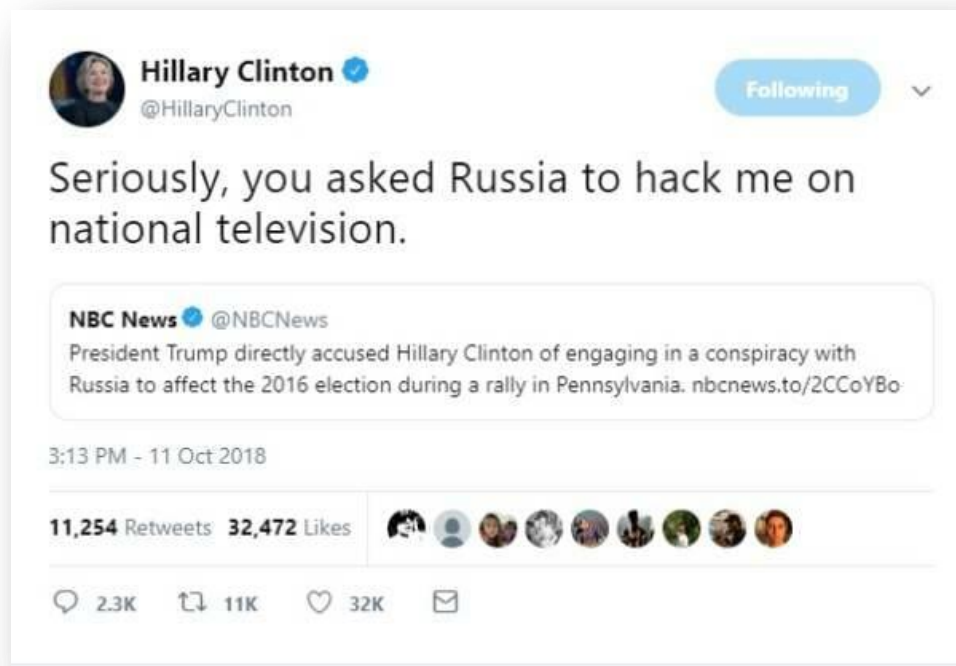 Hillary Clinton
@HillaryClinton
Following
Seriously, you asked Russia to hack me on
national television.
NBC News @NBCNews
President Trump directly accused Hillary Clinton of engaging in a conspiracy with
Russia to affect the 2016 election during a rally in Pennsylvania. nbcnews.to/2CCoYBo
3:13 PM - 11 Oct 2018
11,254 Retweets 32,472 Likes
2.3K 11K 32K